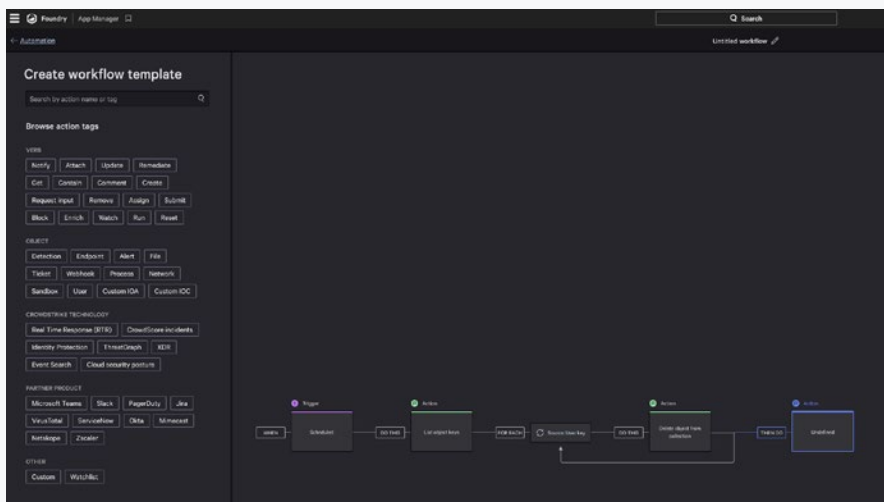 Foundry App Manager
Search
← Automation
Untitled workflow
Create workflow template
Search by action name or tag
Browse action tags
VERB
Notify Attach Update Remediate
Get Contain Comment Create
Request input Remove Assign Submit
Block Enrich Watch Run Reset
OBJECT
Detection Endpoint Alert File
Ticket Webhook Process Network
Sandbox User Custom IOA Custom IOC
CROWDSTRIKE TECHNOLOGY
Real Time Response (RTR) CrowdScore incidents
Identity Protection ThreatGraph XDR
Event Search Cloud security posture
PARTNER PRODUCT
Microsoft Teams Slack PagerDuty Jira
VirusTotal ServiceNow Okta Mimecast
Netskope Zscaler
OTHER
Custom Watchlist
Trigger Action Action Action
WHEN Scheduled DO THIS List object keys FOR EACH DO THIS Delete object from THEN DO Undefined
collection